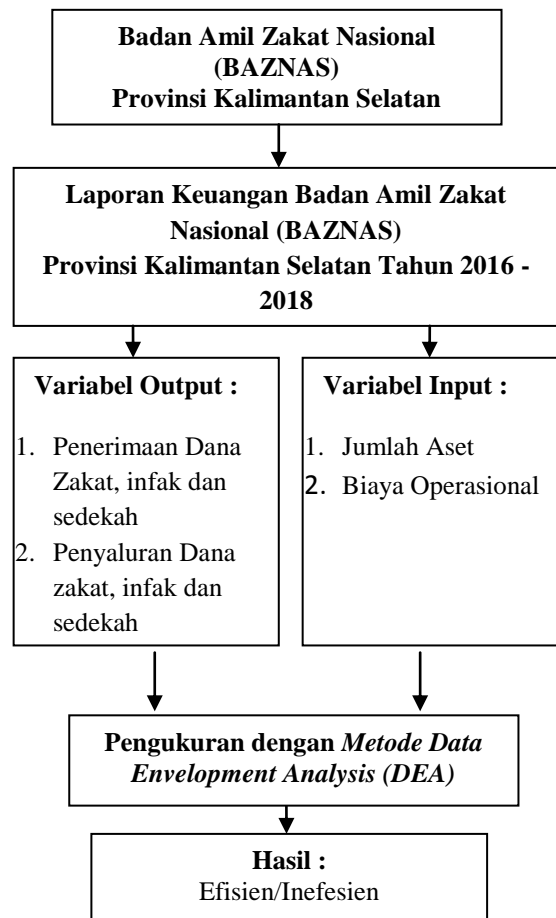 Badan Amil Zakat Nasional
(BAZNAS)
Provinsi Kalimantan Selatan
Laporan Keuangan Badan Amil Zakat
Nasional (BAZNAS)
Provinsi Kalimantan Selatan Tahun 2016 -
2018
Variabel Output :
1. Penerimaan Dana
Zakat, infak dan
sedekah
2. Penyaluran Dana
zakat, infak dan
sedekah
Variabel Input :
1. Jumlah Aset
2. Biaya Operasional
Pengukuran dengan Metode Data
Envelopment Analysis (DEA)
Hasil :
Efisien/Inefesien